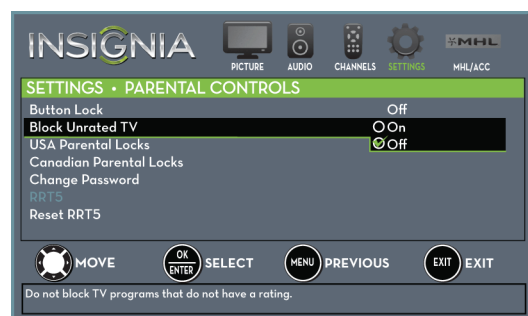 INSIGNIA
PICTURE AUDIO CHANNELS SETTINGS MHL MHL/ACC
SETTINGS • PARENTAL CONTROLS
Button Lock Off
Block Unrated TV On
USA Parental Locks Off
Canadian Parental Locks
Change Password
RRT5
Reset RRT5
MOVE OK ENTER SELECT MENU PREVIOUS EXIT EXIT
Do not block TV programs that do not have a rating.